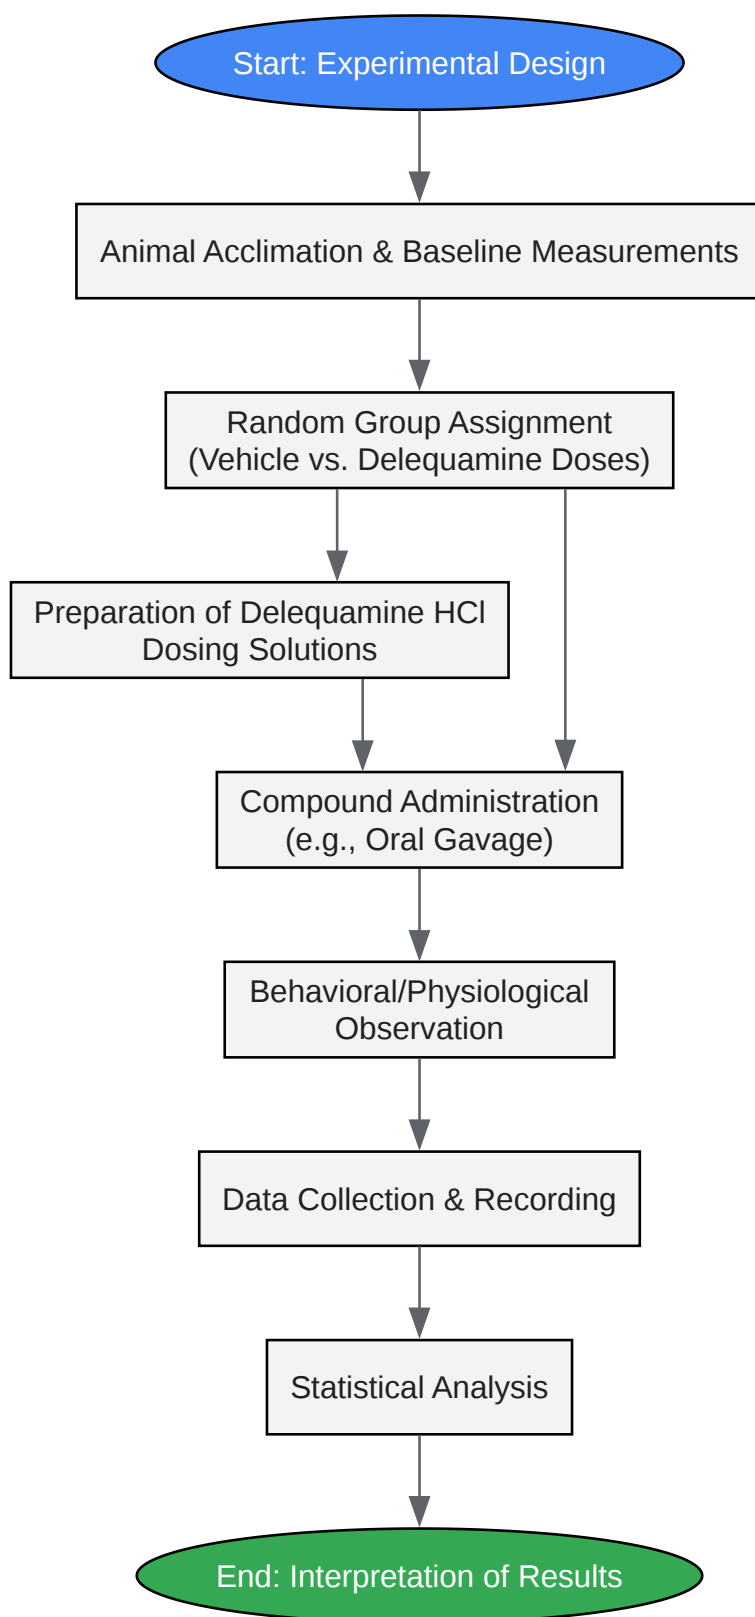 Start: Experimental Design
Animal Acclimation & Baseline Measurements
Random Group Assignment
(Vehicle vs. Delequamine Doses)
Preparation of Delequamine HCl
Dosing Solutions
Compound Administration
(e.g., Oral Gavage)
Behavioral/Physiological
Observation
Data Collection & Recording
Statistical Analysis
End: Interpretation of Results